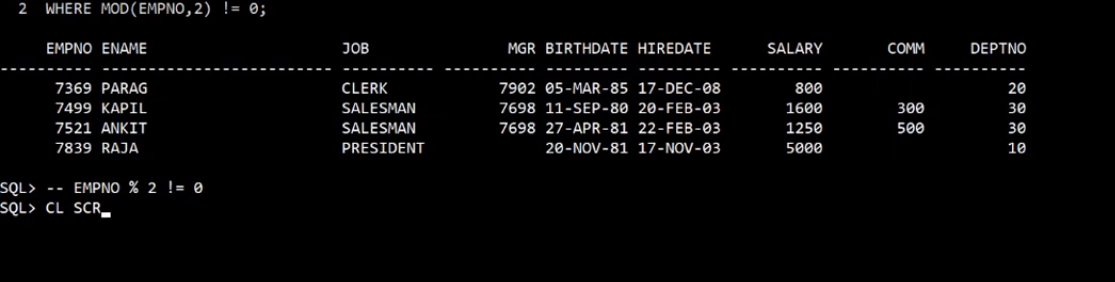 2  WHERE MOD(EMPNO,2) != 0;
EMPNO ENAME JOB MGR BIRTHDATE HIREDATE SALARY COMM DEPTNO
---------- ------------------------- ---------- ---------- --------- --------- ---------- ---------- ----------
7369 PARAG CLERK 7902 05-MAR-85 17-DEC-08 800 20
7499 KAPIL SALESMAN 7698 11-SEP-80 20-FEB-03 1600 300 30
7521 ANKIT SALESMAN 7698 27-APR-81 22-FEB-03 1250 500 30
7839 RAJA PRESIDENT 20-NOV-81 17-NOV-03 5000 10
SQL> -- EMPNO % 2 != 0
SQL> CL SCR_